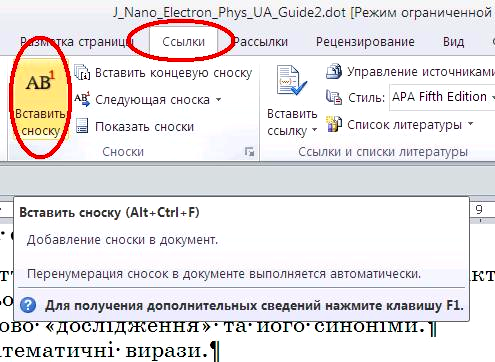 J_Nano_Electron_Phys_UA_Guide2.dot [Режим ограниченной
Разметка страницы Ссылки Рассылки Рецензирование Вид
AB1
Вставить сноску
Вставить концевую сноску
Следующая сноска
Показать сноски
Сноски
Вставить ссылку
Управление источниками
Стиль: APA Fifth Edition
Список литературы
Ссылки и списки литературы
9
Вставить сноску (Alt+Ctrl+F)
Добавление сноски в документ.
Перенумерация сносок в документе выполняется автоматически.
Для получения дополнительных сведений нажмите клавишу F1.
ово· «дослідження»· та· його· синоніми.¶
тематичні· вирази.¶